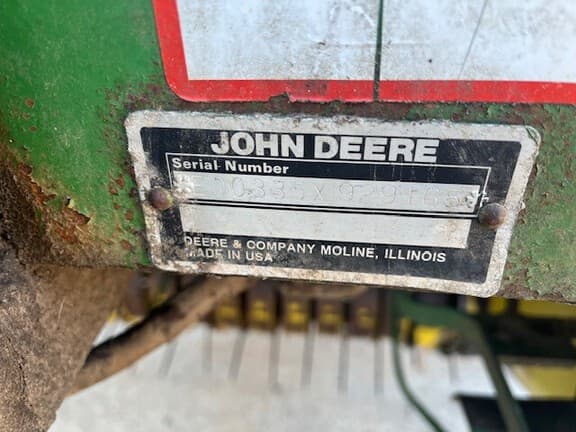 JOHN DEERE
Serial Number
DEERE & COMPANY MOLINE, ILLINOIS
MADE IN USA